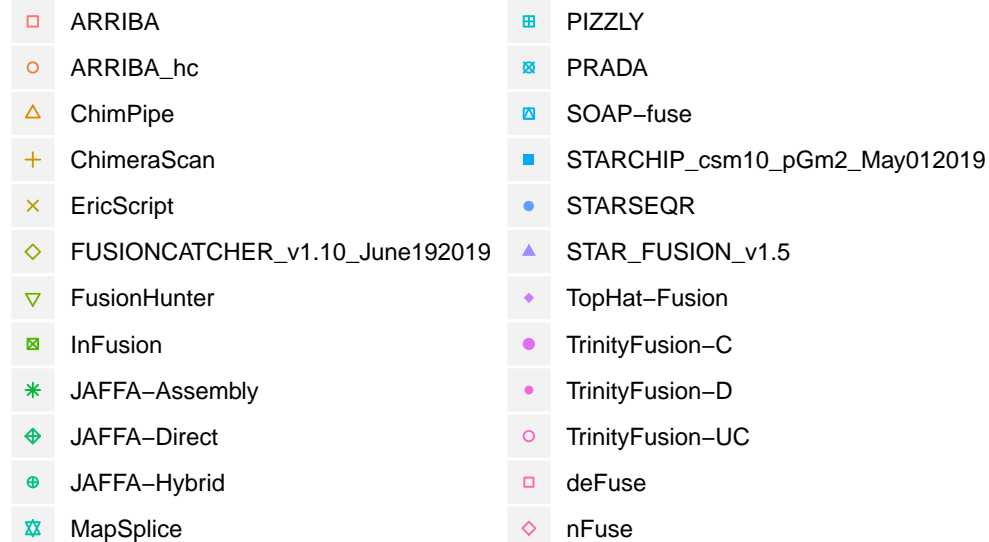 ARRIBA
ARRIBA_hc
ChimPipe
ChimeraScan
EricScript
FUSIONCATCHER_v1.10_June192019
FusionHunter
InFusion
JAFFA−Assembly
JAFFA−Direct
JAFFA−Hybrid
MapSplice
PIZZLY
PRADA
SOAP−fuse
STARCHIP_csm10_pGm2_May012019
STARSEQR
STAR_FUSION_v1.5
TopHat−Fusion
TrinityFusion−C
TrinityFusion−D
TrinityFusion−UC
deFuse
nFuse